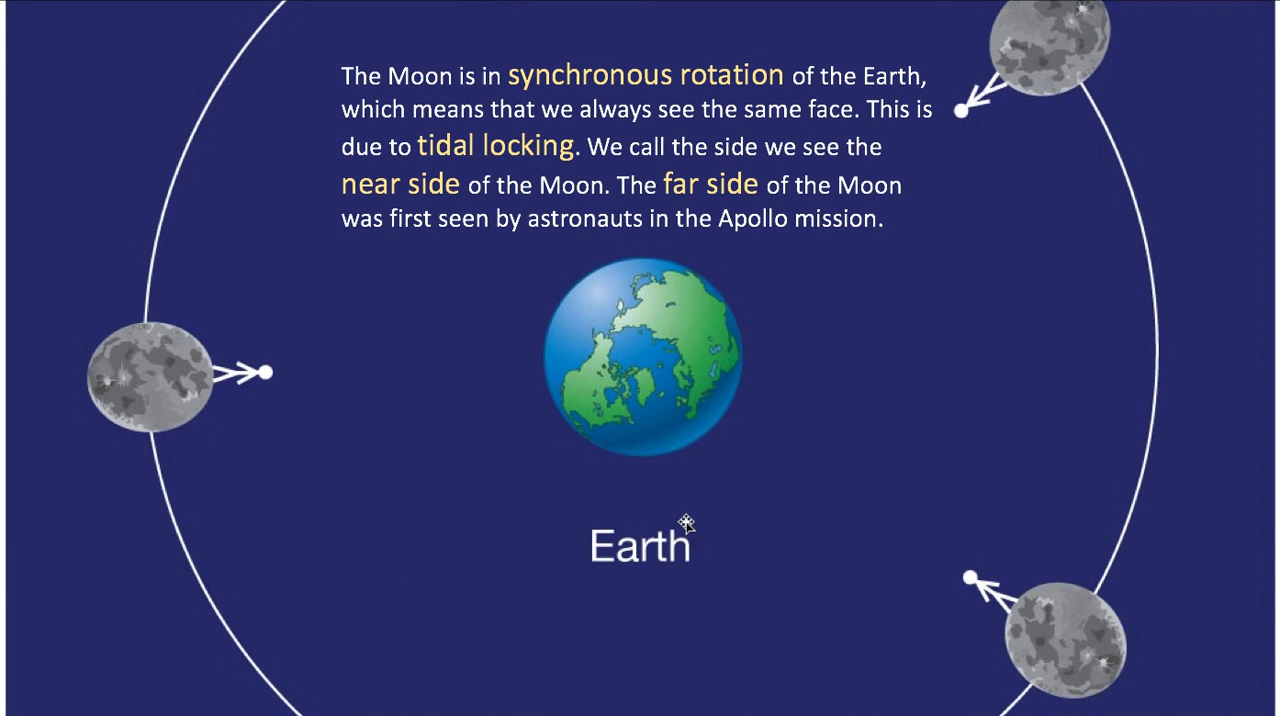 The Moon is in synchronous rotation of the Earth,
which means that we always see the same face. This is
due to tidal locking. We call the side we see the
near side of the Moon. The far side of the Moon
was first seen by astronauts in the Apollo mission.
Earth